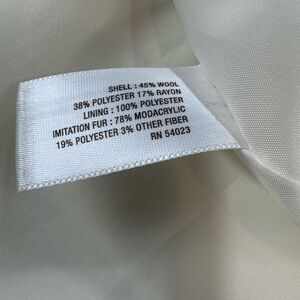 SHELL : 45% WOOL
38% POLYESTER 17% RAYON
LINING : 100% POLYESTER
IMITATION FUR : 78% MODACRYLIC
19% POLYESTER 3% OTHER FIBER
RN 54023